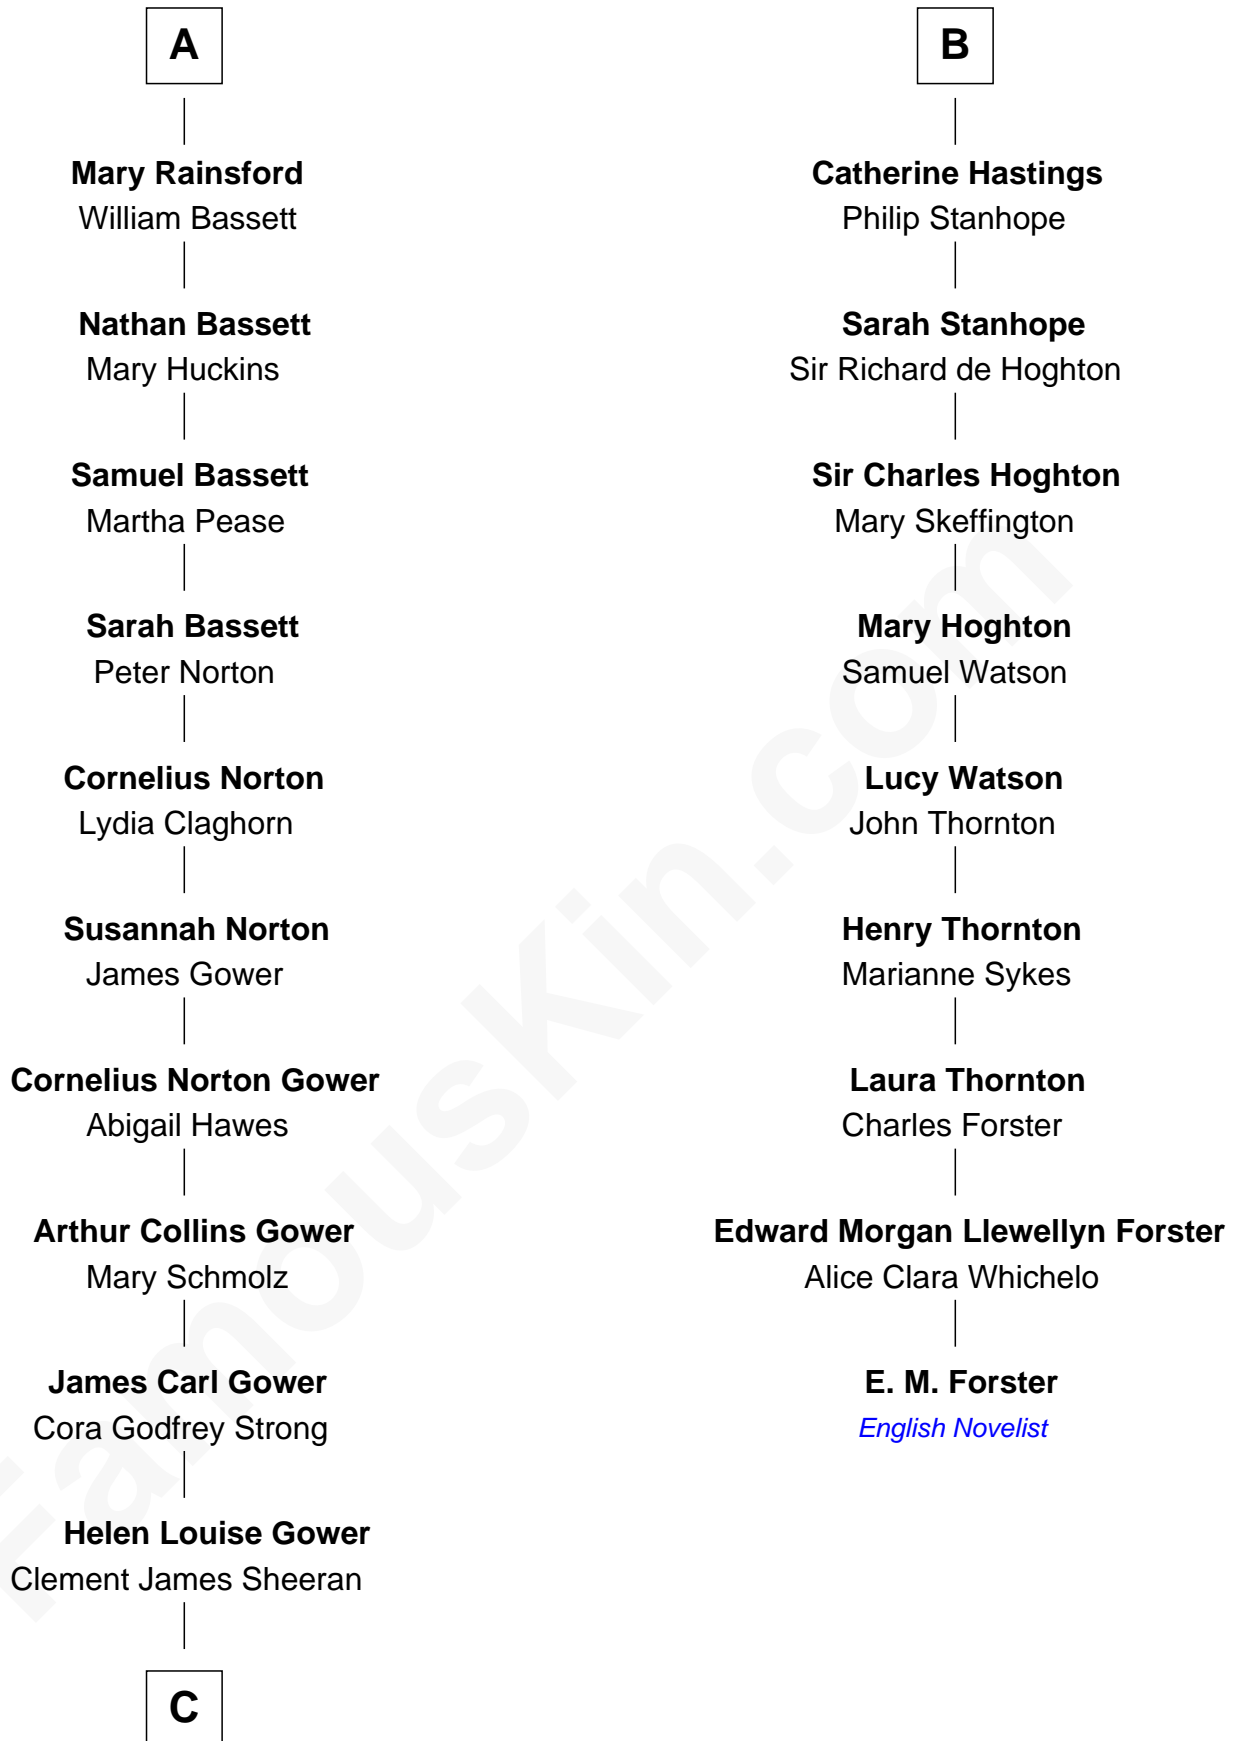 A
Mary Rainsford
William Bassett
Nathan Bassett
Mary Huckins
Samuel Bassett
Martha Pease
Sarah Bassett
Peter Norton
Cornelius Norton
Lydia Claghorn
Susannah Norton
James Gower
Cornelius Norton Gower
Abigail Hawes
Arthur Collins Gower
Mary Schmolz
James Carl Gower
Cora Godfrey Strong
Helen Louise Gower
Clement James Sheeran
C
B
Catherine Hastings
Philip Stanhope
Sarah Stanhope
Sir Richard de Hoghton
Sir Charles Hoghton
Mary Skeffington
Mary Hoghton
Samuel Watson
Lucy Watson
John Thornton
Henry Thornton
Marianne Sykes
Laura Thornton
Charles Forster
Edward Morgan Llewellyn Forster
Alice Clara Whichelo
E. M. Forster
English Novelist
FamousKin.com